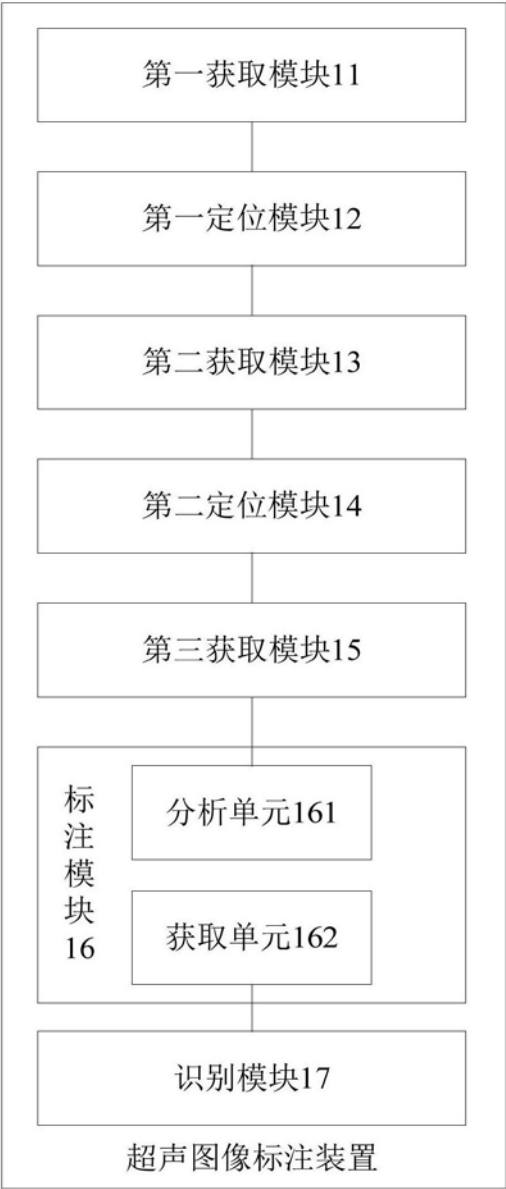 第一获取模块11
第一定位模块12
第二获取模块13
第二定位模块14
第三获取模块15
标注模块16
分析单元161
获取单元162
识别模块17
超声图像标注装置